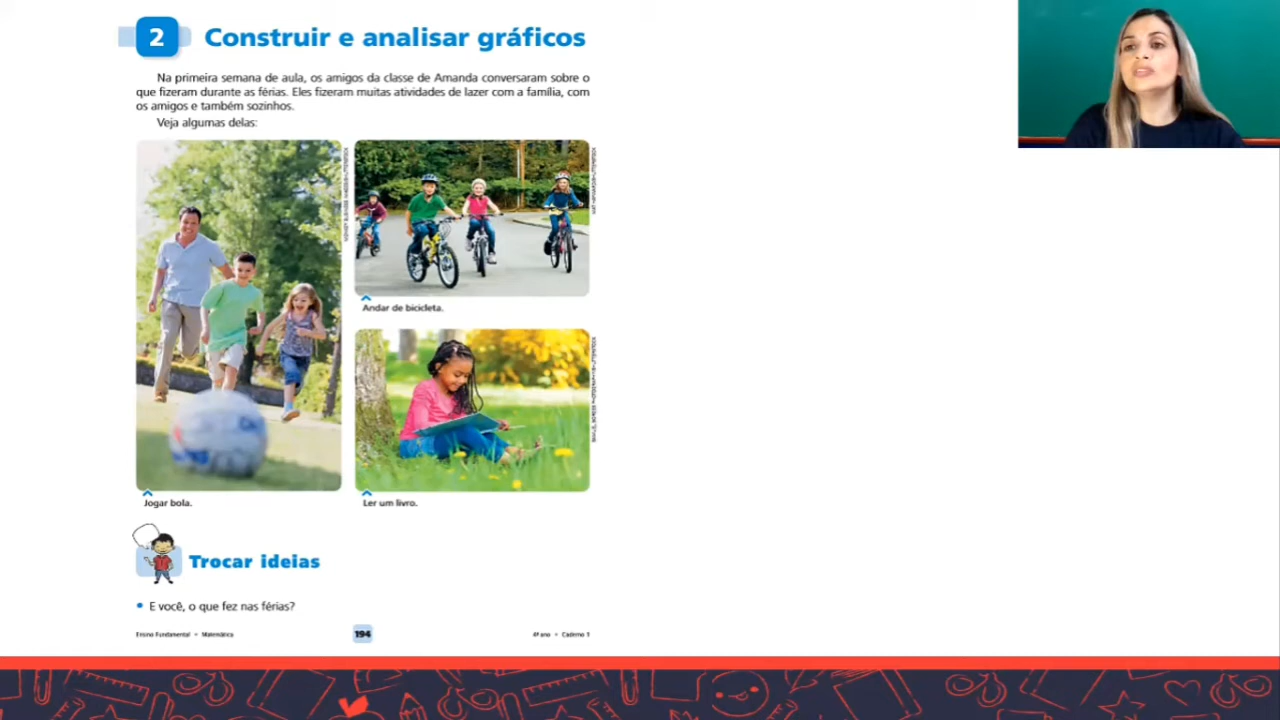 2
Construir e analisar gráficos
Na primeira semana de aula, os amigos da classe de Amanda conversaram sobre o
que fizeram durante as férias. Eles fizeram muitas atividades de lazer com a família, com
os amigos e também sozinhos.
Veja algumas delas:
Andar de bicicleta.
Jogar bola.
Ler um livro.
Trocar ideias
• E você, o que fez nas férias?
Ensino Fundamental • Matemática
194
4º ano • Caderno 1